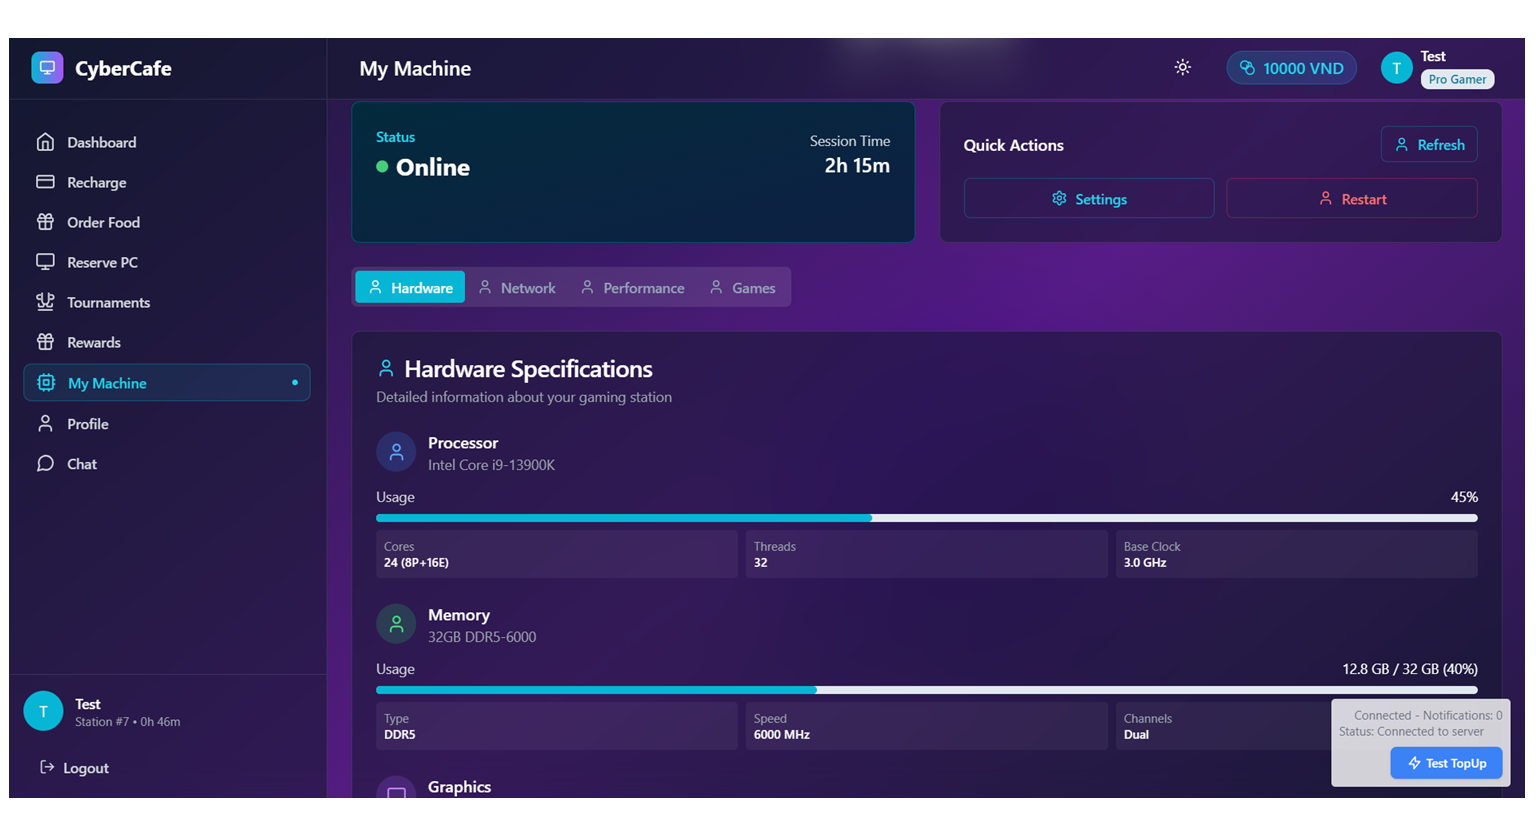 CyberCafe
My Machine
10000 VND
T
Test
Pro Gamer
Dashboard
Recharge
Order Food
Reserve PC
Tournaments
Rewards
My Machine
Profile
Chat
T
Test
Station #7 • 0h 46m
Logout
Status
Online
Session Time
2h 15m
Quick Actions
Refresh
Settings
Restart
Hardware
Network
Performance
Games
Hardware Specifications
Detailed information about your gaming station
Processor
Intel Core i9-13900K
Usage
45%
Cores
24 (8P+16E)
Threads
32
Base Clock
3.0 GHz
Memory
32GB DDR5-6000
Usage
12.8 GB / 32 GB (40%)
Type
DDR5
Speed
6000 MHz
Channels
Dual
Graphics
Connected - Notifications: 0
Status: Connected to server
Test TopUp